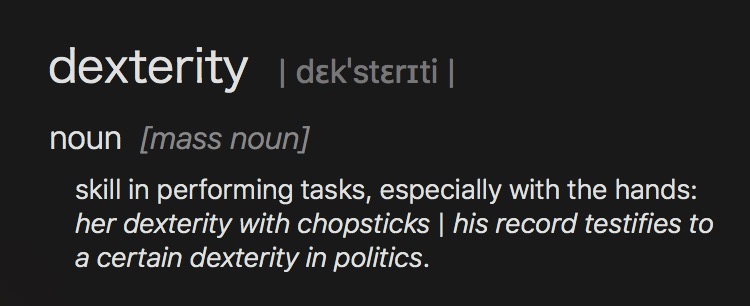 dexterity | dɛkˈstɛrɪti |
noun [mass noun]
skill in performing tasks, especially with the hands:
her dexterity with chopsticks | his record testifies to
a certain dexterity in politics.